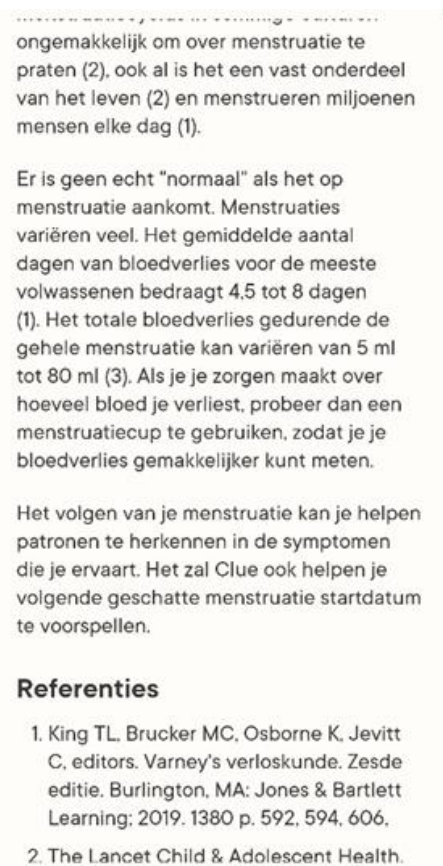 ongemakkelijk om over menstruatie te
praten (2), ook al is het een vast onderdeel
van het leven (2) en menstrueren miljoenen
mensen elke dag (1).
Er is geen echt "normaal" als het op
menstruatie aankomt. Menstruaties
variëren veel. Het gemiddelde aantal
dagen van bloedverlies voor de meeste
volwassenen bedraagt 4,5 tot 8 dagen
(1). Het totale bloedverlies gedurende de
gehele menstruatie kan variëren van 5 ml
tot 80 ml (3). Als je je zorgen maakt over
hoeveel bloed je verliest, probeer dan een
menstruatiecup te gebruiken, zodat je je
bloedverlies gemakkelijker kunt meten.
Het volgen van je menstruatie kan je helpen
patronen te herkennen in de symptomen
die je ervaart. Het zal Clue ook helpen je
volgende geschatte menstruatie startdatum
te voorspellen.
Referenties
1. King TL, Brucker MC, Osborne K, Jevitt
C, editors. Varney's verloskunde. Zesde
editie. Burlington, MA: Jones & Bartlett
Learning; 2019. 1380 p. 592, 594, 606,
2. The Lancet Child & Adolescent Health.